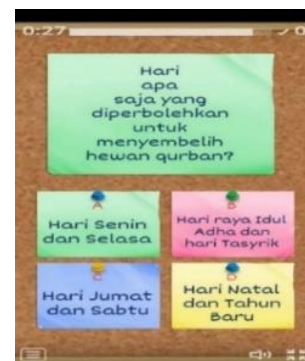 0:27
0
Hari
apa
saja yang
diperbolehkan
untuk
menyembelih
hewan qurban?
A
Hari Senin
dan Selasa
B
Hari raya Idul
Adha dan
hari Tasyrik
C
Hari Jumat
dan Sabtu
D
Hari Natal
dan Tahun
Baru